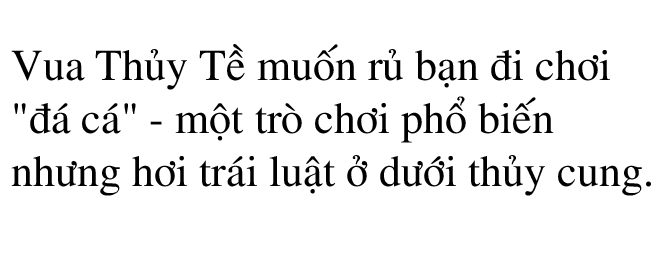 Vua Thủy Tề muốn rủ bạn đi chơi
"đá cá" - một trò chơi phổ biến
nhưng hơi trái luật ở dưới thủy cung.